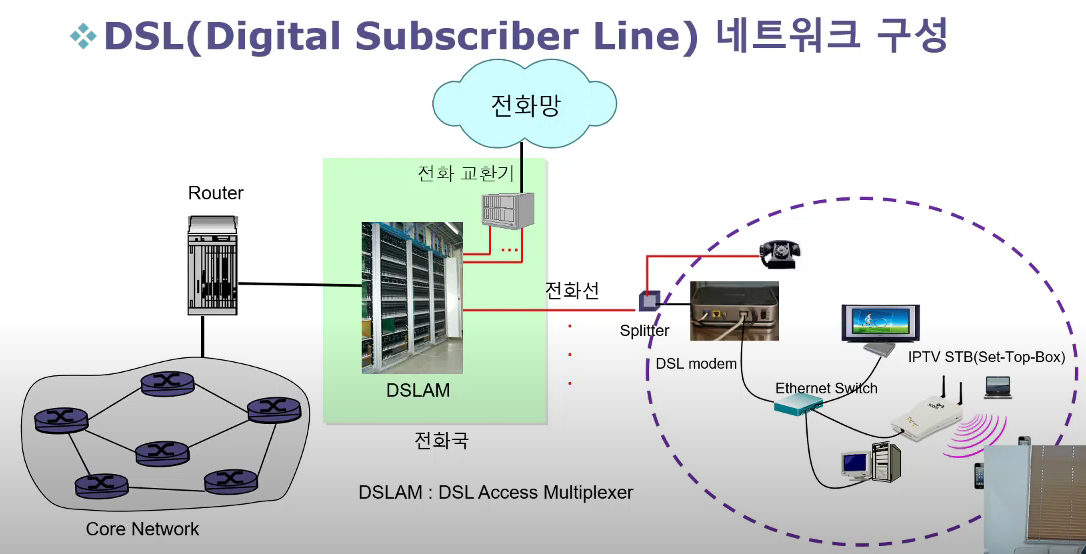 DSL(Digital Subscriber Line) 네트워크 구성
전화망
전화 교환기
Router
...
전화선
Splitter
DSL modem
IPTV STB(Set-Top-Box)
Ethernet Switch
DSLAM
전화국
DSLAM : DSL Access Multiplexer
Core Network